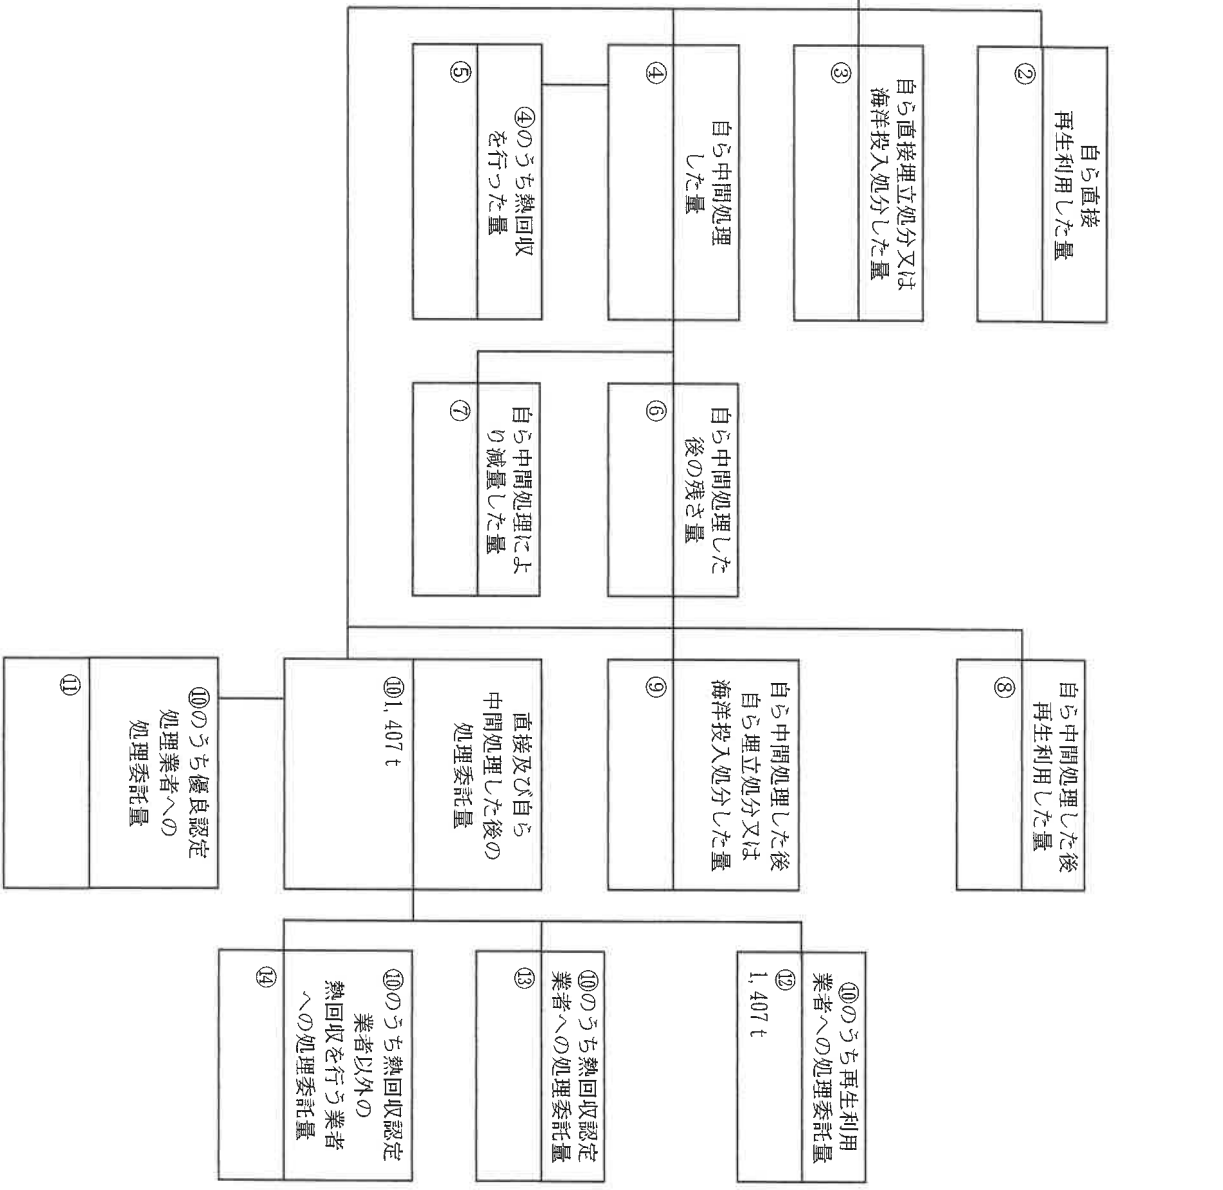 自ら直接
再生利用した量
②
自ら直接埋立処分又は
海洋投入処分した量
③
自ら中間処理
した量
④
④のうち熱回収
を行った量
⑤
自ら中間処理した
後の残さ量
⑥
自ら中間処理によ
り減量した量
⑦
自ら中間処理した後
再生利用した量
⑧
自ら中間処理した後
自ら埋立処分又は
海洋投入処分した量
⑨
直接及び自ら
中間処理した後の
処理委託量
⑩1,407t
⑩のうち優良認定
処理業者への
処理委託量
⑪
⑩のうち再生利用
業者への処理委託量
⑫
1,407t
⑩のうち熱回収認定
業者への処理委託量
⑬
⑩のうち熱回収認定
業者以外の
熱回収を行う業者
への処理委託量
⑭